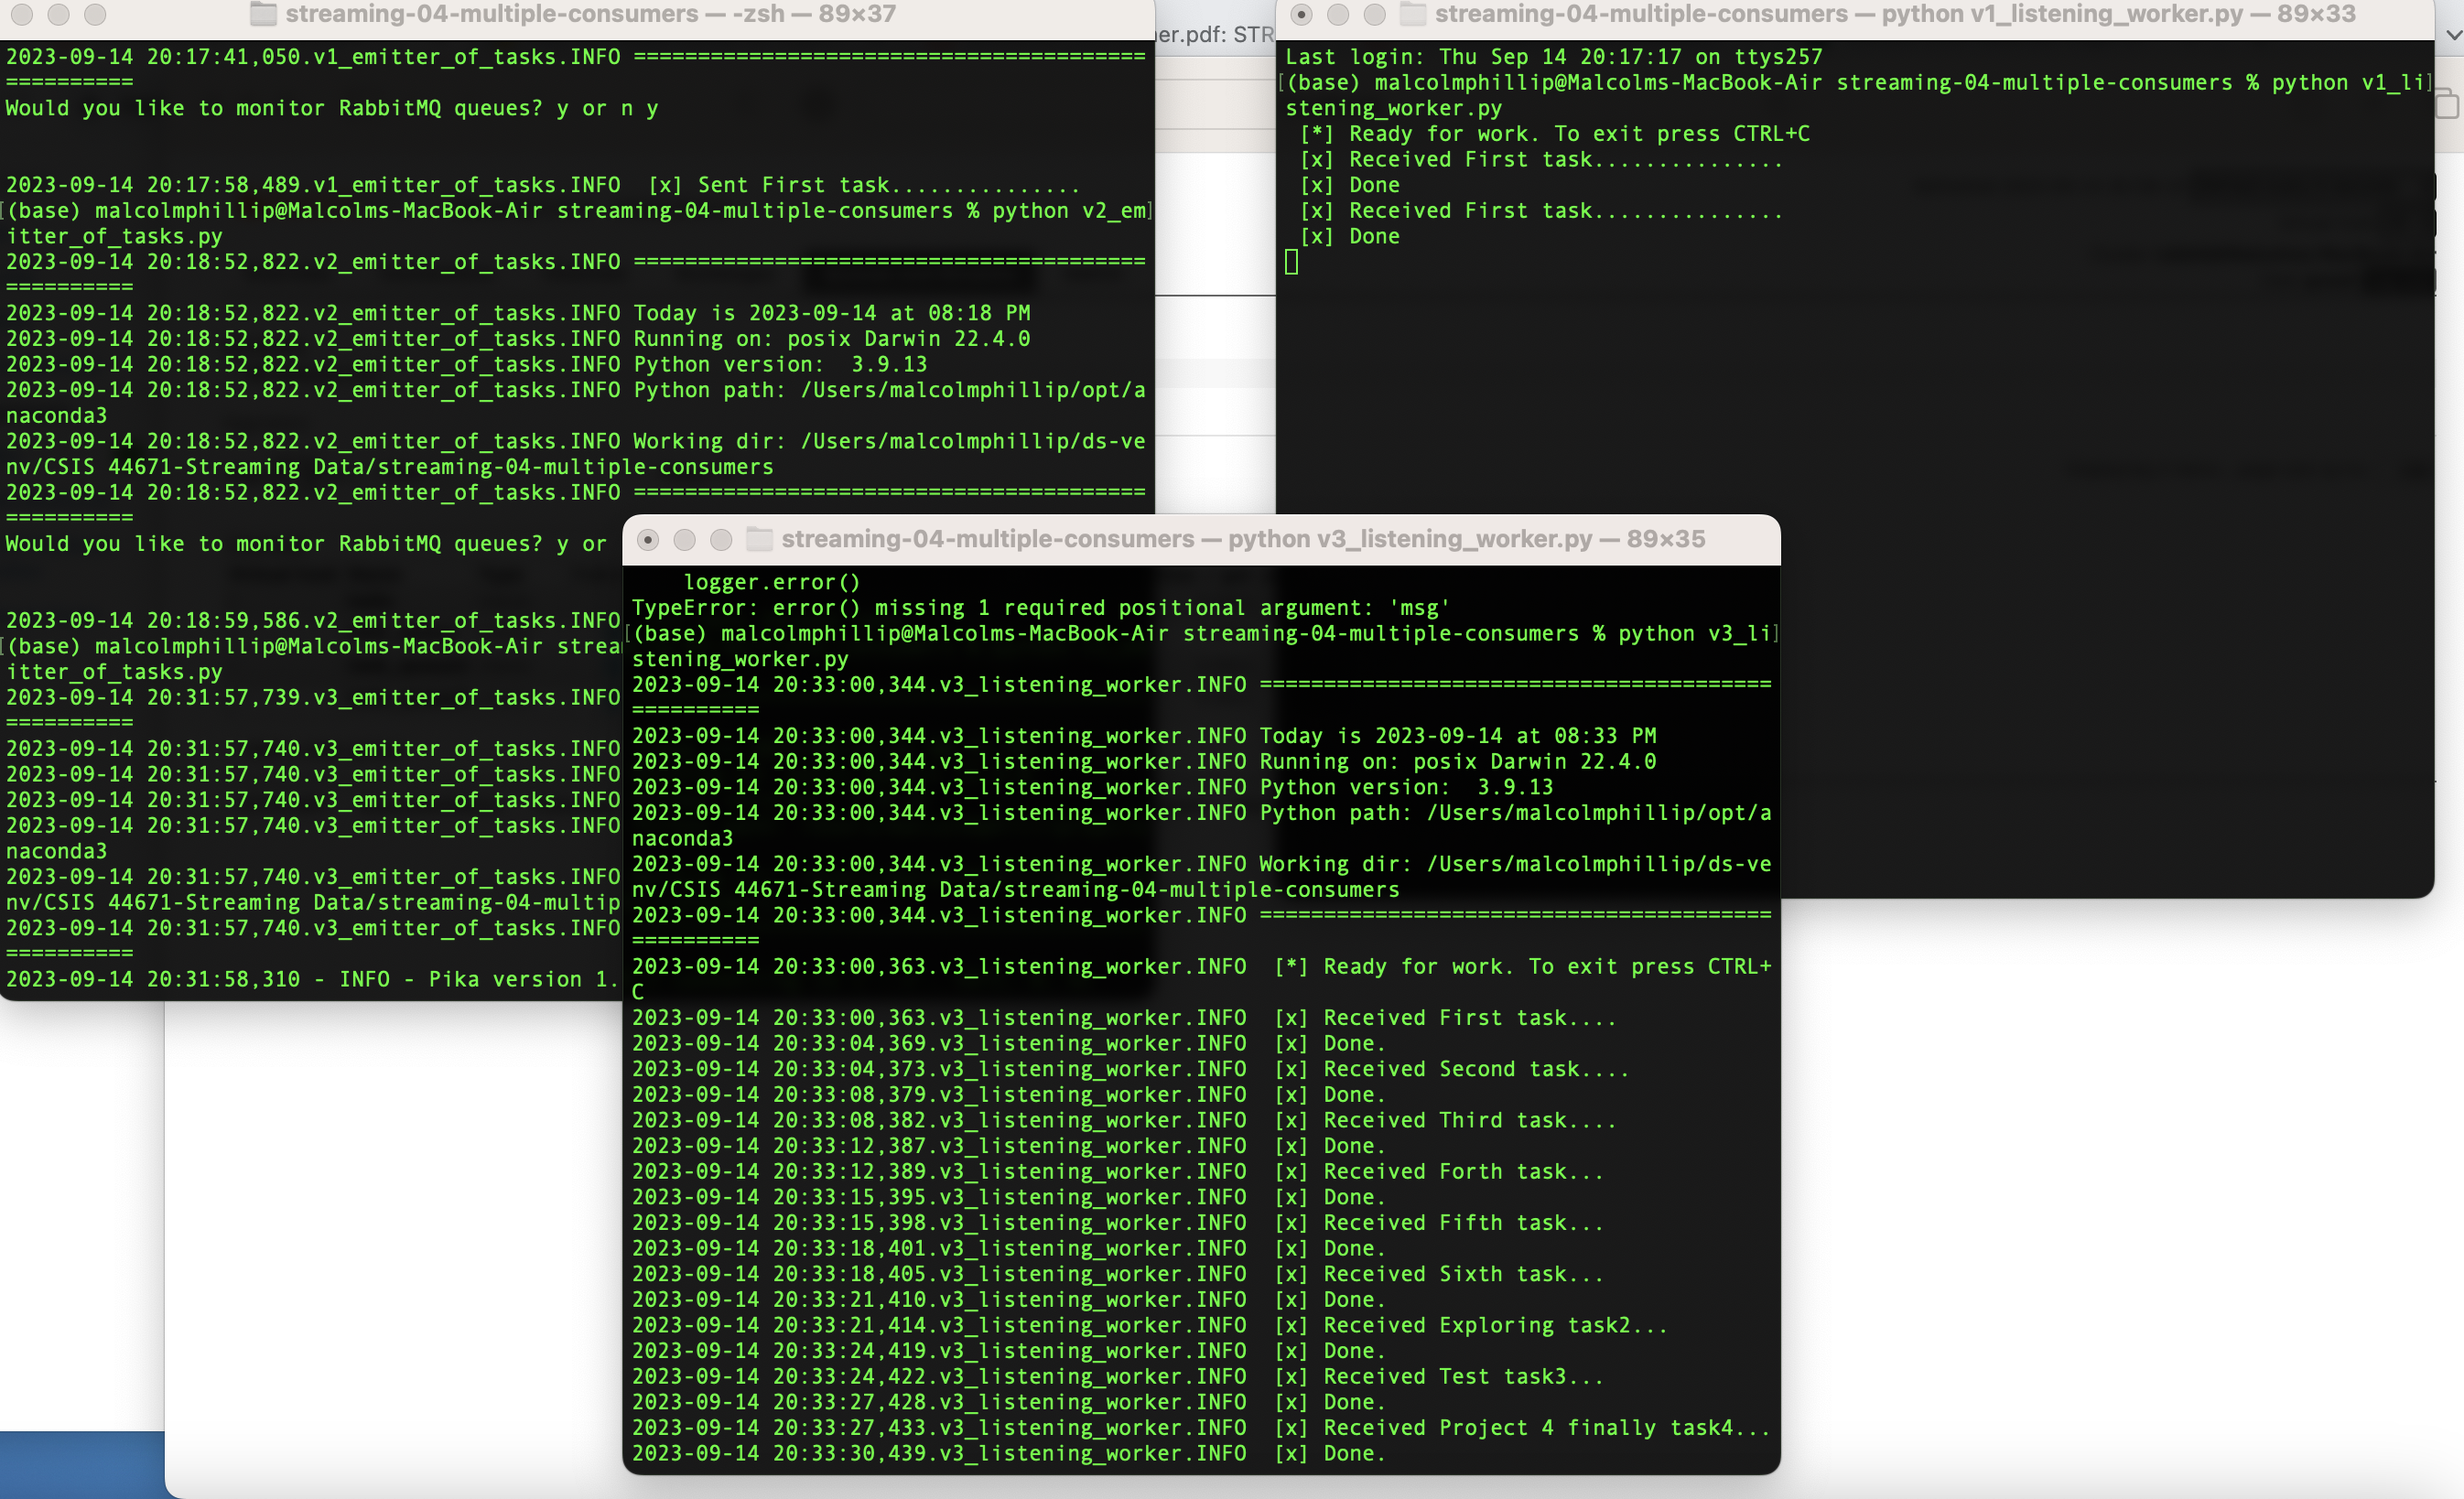 streaming-04-multiple-consumers — -zsh — 89×37
2023-09-14 20:17:41,050.v1_emitter_of_tasks.INFO ========================================
==========
Would you like to monitor RabbitMQ queues? y or n y
2023-09-14 20:17:58,489.v1_emitter_of_tasks.INFO  [x] Sent First task...............
[(base) malcolmphillip@Malcolms-MacBook-Air streaming-04-multiple-consumers % python v2_em]
itter_of_tasks.py
2023-09-14 20:18:52,822.v2_emitter_of_tasks.INFO ========================================
==========
2023-09-14 20:18:52,822.v2_emitter_of_tasks.INFO Today is 2023-09-14 at 08:18 PM
2023-09-14 20:18:52,822.v2_emitter_of_tasks.INFO Running on: posix Darwin 22.4.0
2023-09-14 20:18:52,822.v2_emitter_of_tasks.INFO Python version:  3.9.13
2023-09-14 20:18:52,822.v2_emitter_of_tasks.INFO Python path: /Users/malcolmphillip/opt/a
naconda3
2023-09-14 20:18:52,822.v2_emitter_of_tasks.INFO Working dir: /Users/malcolmphillip/ds-ve
nv/CSIS 44671-Streaming Data/streaming-04-multiple-consumers
2023-09-14 20:18:52,822.v2_emitter_of_tasks.INFO ========================================
==========
Would you like to monitor RabbitMQ queues? y or
2023-09-14 20:18:59,586.v2_emitter_of_tasks.INFO
[(base) malcolmphillip@Malcolms-MacBook-Air strea
itter_of_tasks.py
2023-09-14 20:31:57,739.v3_emitter_of_tasks.INFO
==========
2023-09-14 20:31:57,740.v3_emitter_of_tasks.INFO
2023-09-14 20:31:57,740.v3_emitter_of_tasks.INFO
2023-09-14 20:31:57,740.v3_emitter_of_tasks.INFO
2023-09-14 20:31:57,740.v3_emitter_of_tasks.INFO
naconda3
2023-09-14 20:31:57,740.v3_emitter_of_tasks.INFO
nv/CSIS 44671-Streaming Data/streaming-04-multip
2023-09-14 20:31:57,740.v3_emitter_of_tasks.INFO
==========
2023-09-14 20:31:58,310 - INFO - Pika version 1.
er.pdf: STR
streaming-04-multiple-consumers — python v1_listening_worker.py — 89×33
Last login: Thu Sep 14 20:17:17 on ttys257
[(base) malcolmphillip@Malcolms-MacBook-Air streaming-04-multiple-consumers % python v1_li]
stening_worker.py
[*] Ready for work. To exit press CTRL+C
[x] Received First task...............
[x] Done
[x] Received First task...............
[x] Done
streaming-04-multiple-consumers — python v3_listening_worker.py — 89×35
logger.error()
TypeError: error() missing 1 required positional argument: 'msg'
[(base) malcolmphillip@Malcolms-MacBook-Air streaming-04-multiple-consumers % python v3_li]
stening_worker.py
2023-09-14 20:33:00,344.v3_listening_worker.INFO ========================================
==========
2023-09-14 20:33:00,344.v3_listening_worker.INFO Today is 2023-09-14 at 08:33 PM
2023-09-14 20:33:00,344.v3_listening_worker.INFO Running on: posix Darwin 22.4.0
2023-09-14 20:33:00,344.v3_listening_worker.INFO Python version:  3.9.13
2023-09-14 20:33:00,344.v3_listening_worker.INFO Python path: /Users/malcolmphillip/opt/a
naconda3
2023-09-14 20:33:00,344.v3_listening_worker.INFO Working dir: /Users/malcolmphillip/ds-ve
nv/CSIS 44671-Streaming Data/streaming-04-multiple-consumers
2023-09-14 20:33:00,344.v3_listening_worker.INFO ========================================
==========
2023-09-14 20:33:00,363.v3_listening_worker.INFO  [*] Ready for work. To exit press CTRL+
C
2023-09-14 20:33:00,363.v3_listening_worker.INFO  [x] Received First task....
2023-09-14 20:33:04,369.v3_listening_worker.INFO  [x] Done.
2023-09-14 20:33:04,373.v3_listening_worker.INFO  [x] Received Second task....
2023-09-14 20:33:08,379.v3_listening_worker.INFO  [x] Done.
2023-09-14 20:33:08,382.v3_listening_worker.INFO  [x] Received Third task....
2023-09-14 20:33:12,387.v3_listening_worker.INFO  [x] Done.
2023-09-14 20:33:12,389.v3_listening_worker.INFO  [x] Received Forth task...
2023-09-14 20:33:15,395.v3_listening_worker.INFO  [x] Done.
2023-09-14 20:33:15,398.v3_listening_worker.INFO  [x] Received Fifth task...
2023-09-14 20:33:18,401.v3_listening_worker.INFO  [x] Done.
2023-09-14 20:33:18,405.v3_listening_worker.INFO  [x] Received Sixth task...
2023-09-14 20:33:21,410.v3_listening_worker.INFO  [x] Done.
2023-09-14 20:33:21,414.v3_listening_worker.INFO  [x] Received Exploring task2...
2023-09-14 20:33:24,419.v3_listening_worker.INFO  [x] Done.
2023-09-14 20:33:24,422.v3_listening_worker.INFO  [x] Received Test task3...
2023-09-14 20:33:27,428.v3_listening_worker.INFO  [x] Done.
2023-09-14 20:33:27,433.v3_listening_worker.INFO  [x] Received Project 4 finally task4...
2023-09-14 20:33:30,439.v3_listening_worker.INFO  [x] Done.